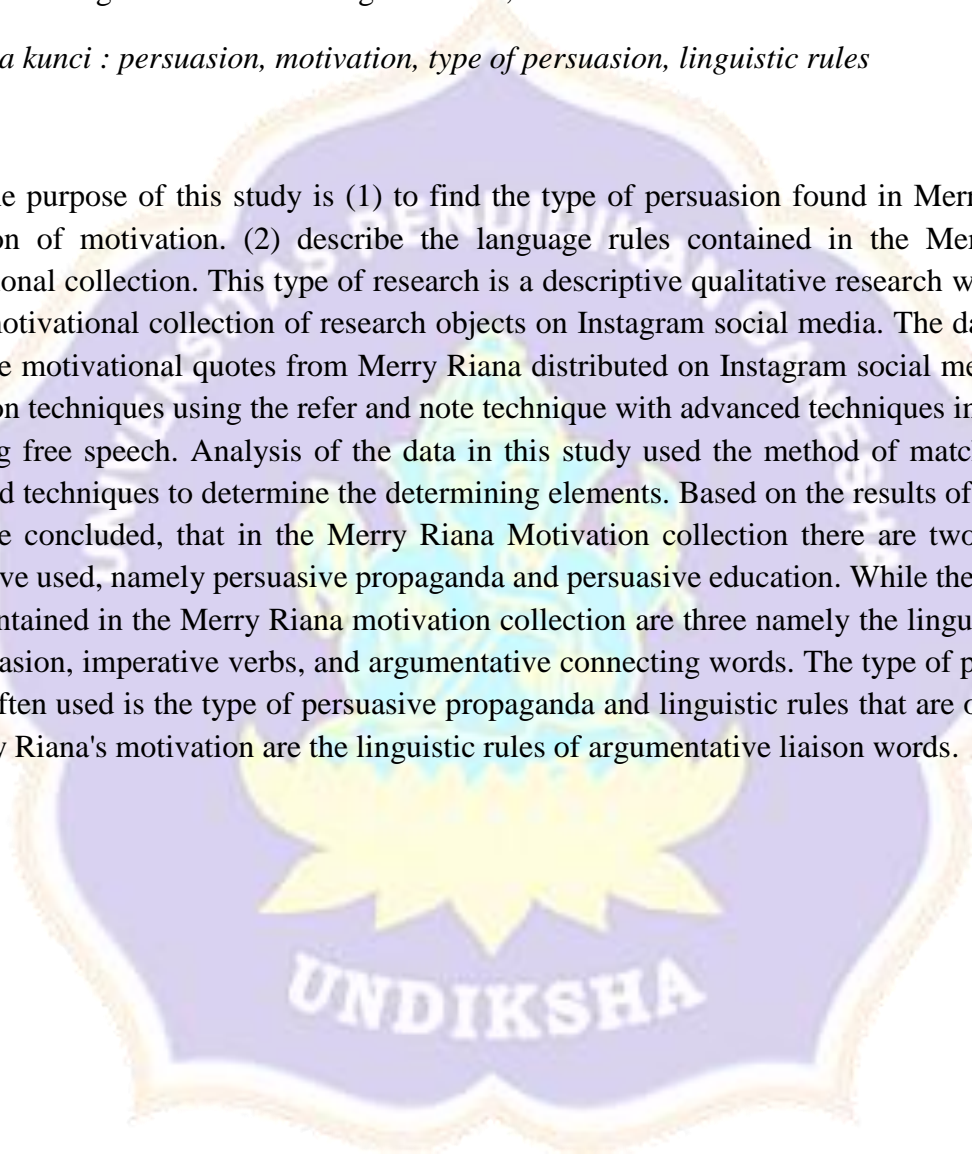 a kunci : persuasion, motivation, type of persuasion, linguistic rules
e purpose of this study is (1) to find the type of persuasion found in Merr
on of motivation. (2) describe the language rules contained in the Mer
onal collection. This type of research is a descriptive qualitative research w
otivational collection of research objects on Instagram social media. The da
e motivational quotes from Merry Riana distributed on Instagram social me
on techniques using the refer and note technique with advanced techniques in
g free speech. Analysis of the data in this study used the method of matc
d techniques to determine the determining elements. Based on the results of
e concluded, that in the Merry Riana Motivation collection there are two
ve used, namely persuasive propaganda and persuasive education. While the
ntained in the Merry Riana motivation collection are three namely the lingu
asion, imperative verbs, and argumentative connecting words. The type of p
ften used is the type of persuasive propaganda and linguistic rules that are o
y Riana's motivation are the linguistic rules of argumentative liaison words.
UNIVERSITAS PENDIDIKAN GANESHA
UNDIKSHA